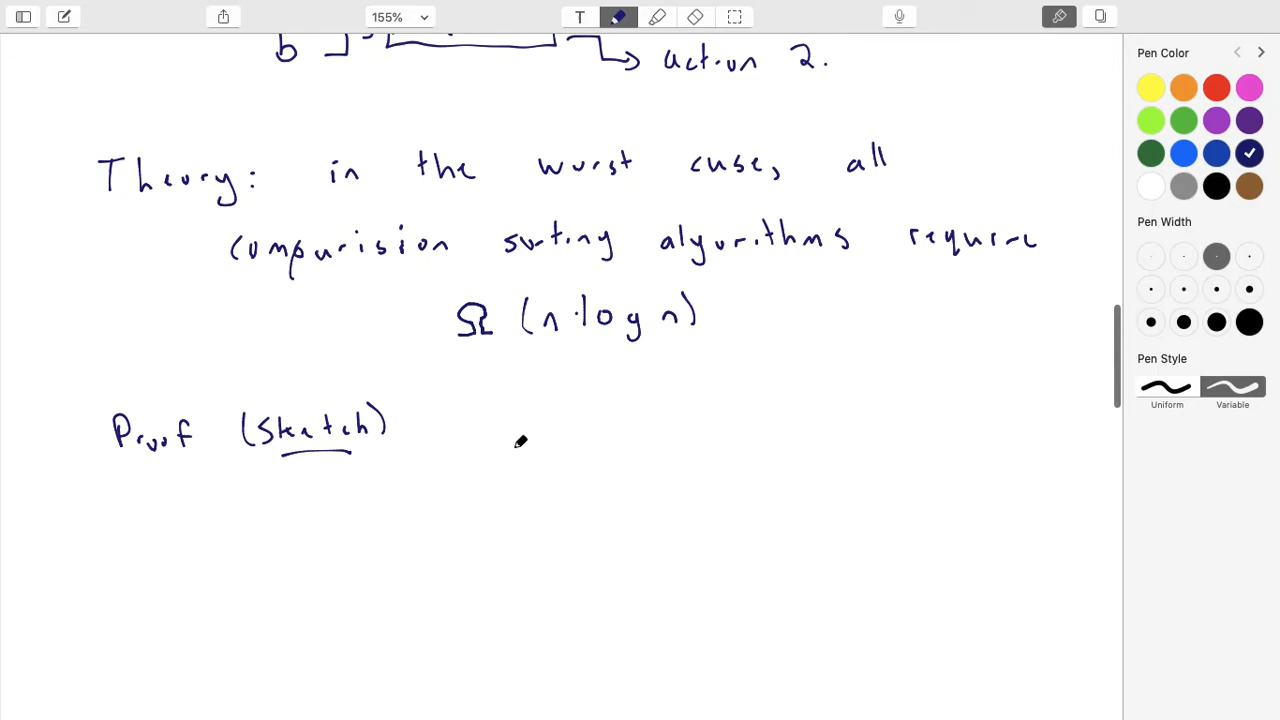 155%
T
b
action 2.
Pen Color
Theory: in the worst case, all
comparision sorting algorithms require
Ω (n·log n)
Pen Width
Pen Style
Uniform Variable
Proof (Sketch)